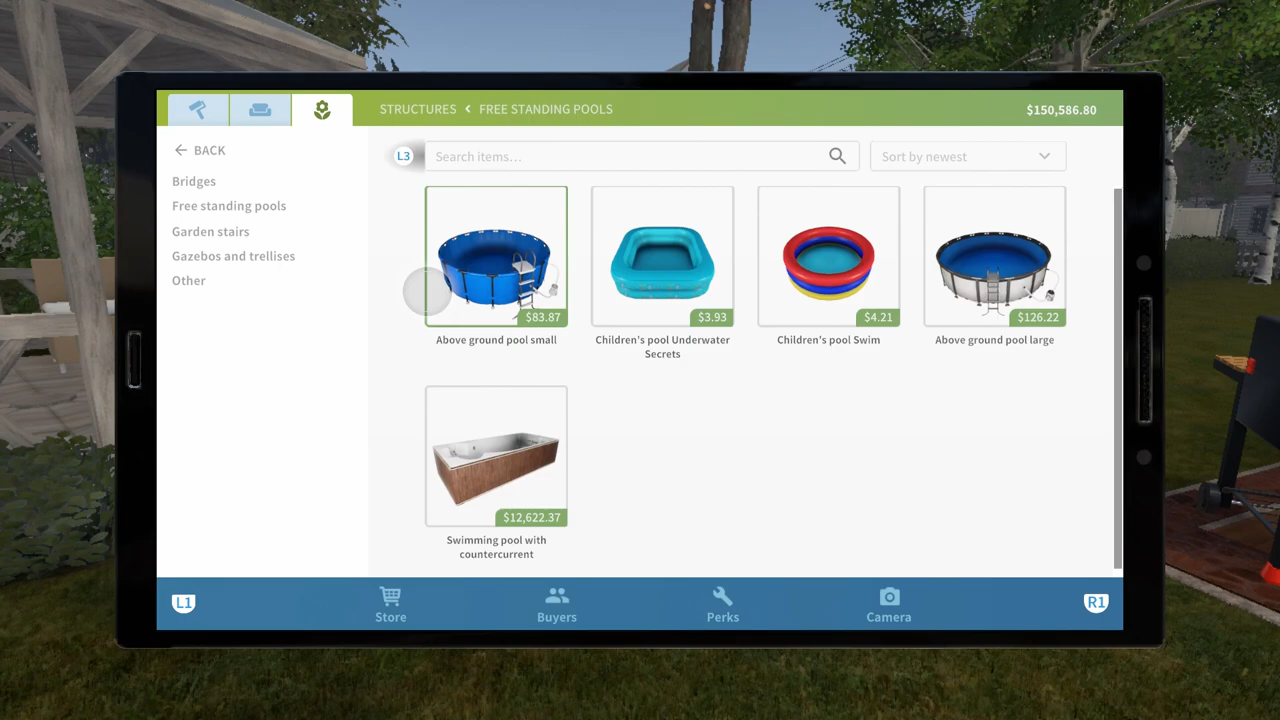 STRUCTURES < FREE STANDING POOLS
$150,586.80
BACK
L3
Search items...
Sort by newest
Bridges
Free standing pools
Garden stairs
Gazebos and trellises
Other
$83.87
$3.93
$4.21
$126.22
Above ground pool small
Children's pool Underwater
Secrets
Children's pool Swim
Above ground pool large
$12,622.37
Swimming pool with
countercurrent
L1
Store
Buyers
Perks
Camera
R1